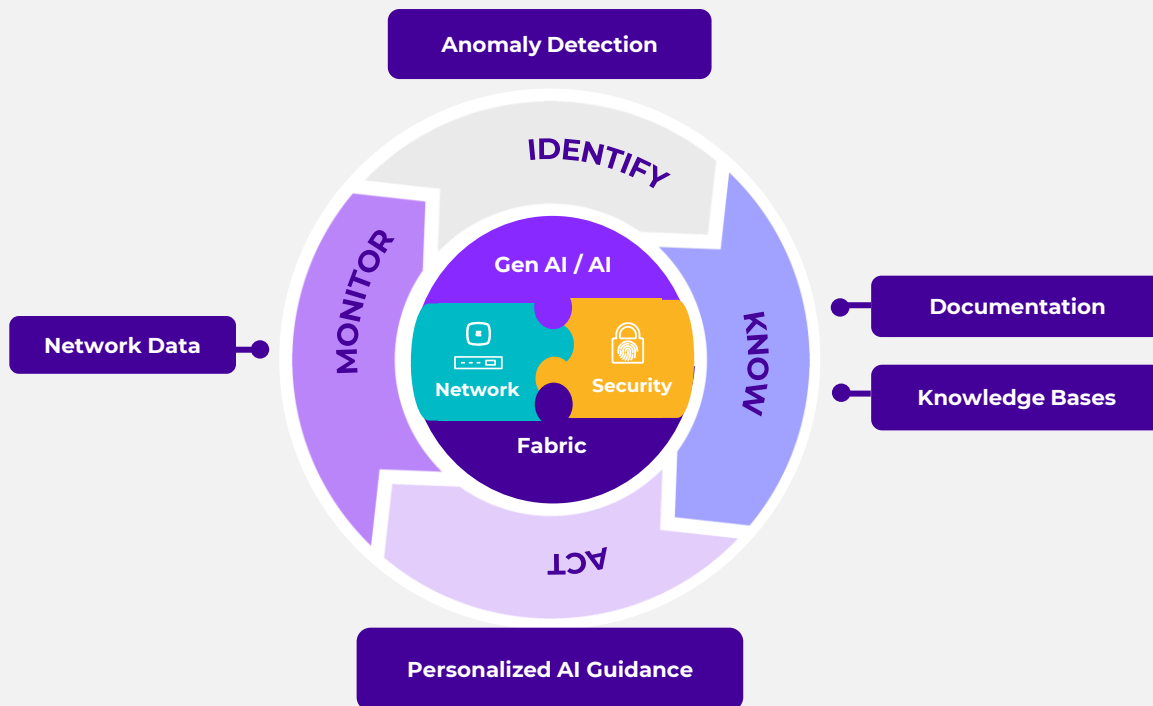 Anomaly Detection
IDENTIFY
MONITOR
Gen AI / AI
Documentation
KNOW
Network Data
Network
Security
Knowledge Bases
Fabric
ACT
Personalized AI Guidance